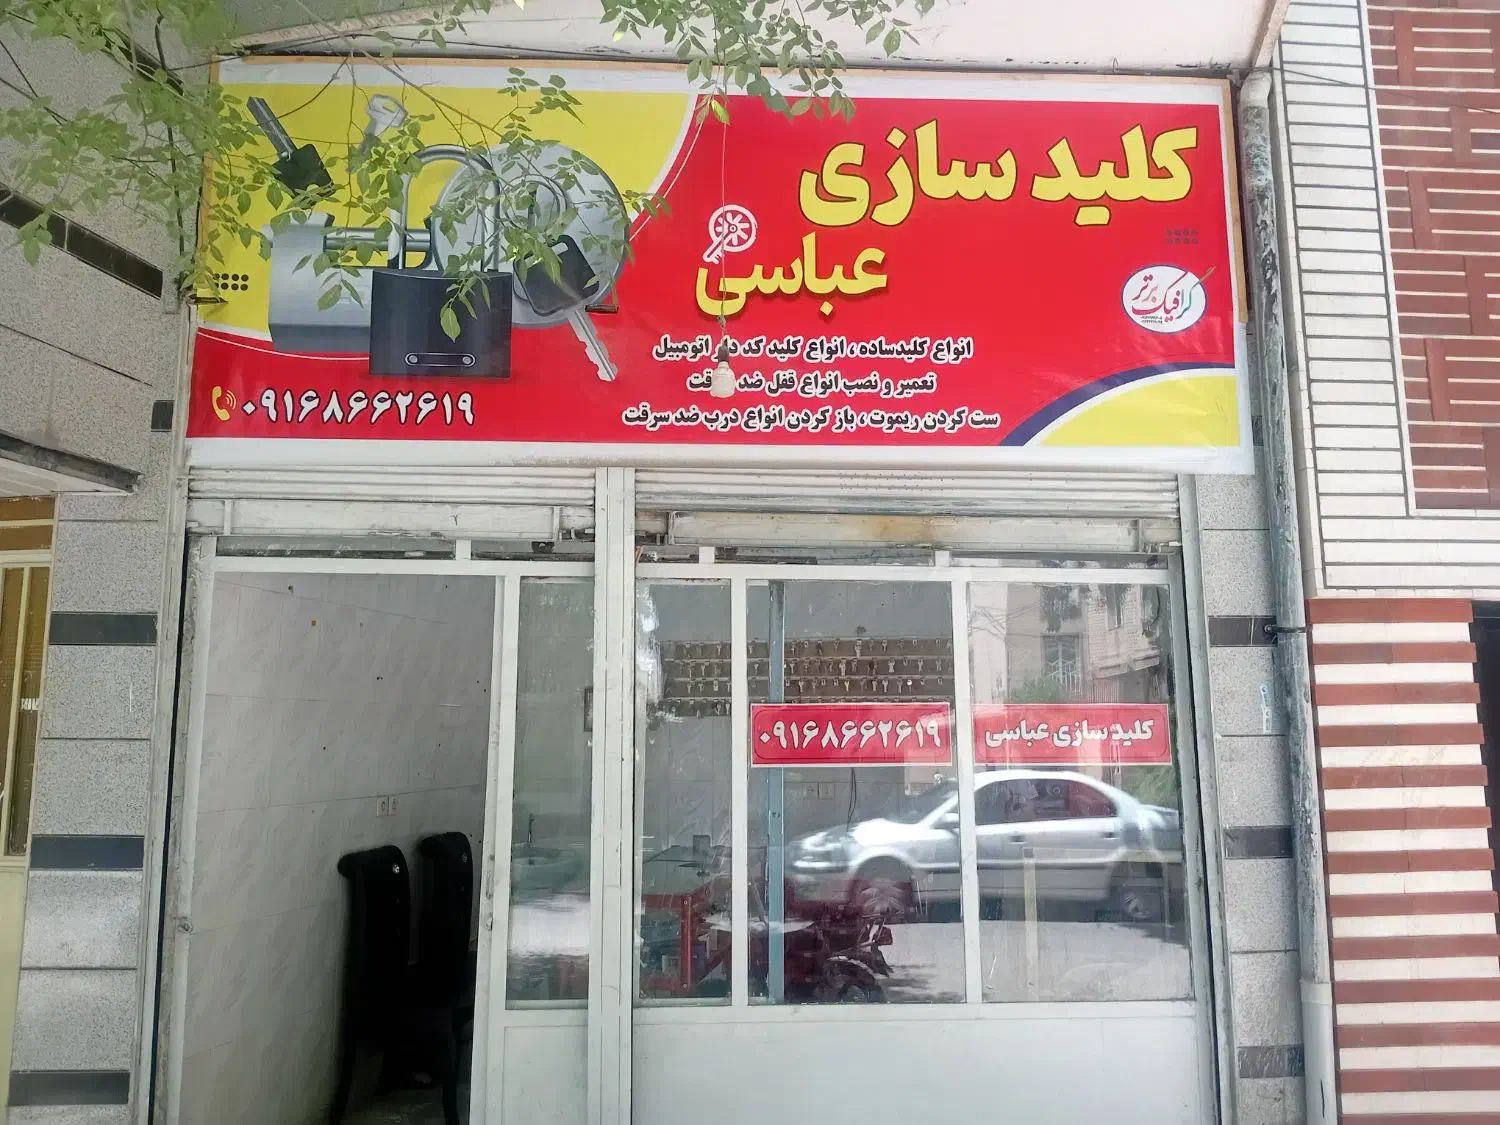 کلید سازی
عباسی
گرافیک برتر
انواع کلیدساده ، انواع کلید کد دار اتومبیل
تعمیر و نصب انواع قفل ضد سرقت
ست کردن ریموت ، باز کردن انواع درب ضد سرقت
۰۹۱۶۸۶۶۲۶۱۹
کلید سازی عباسی
۰۹۱۶۸۶۶۲۶۱۹